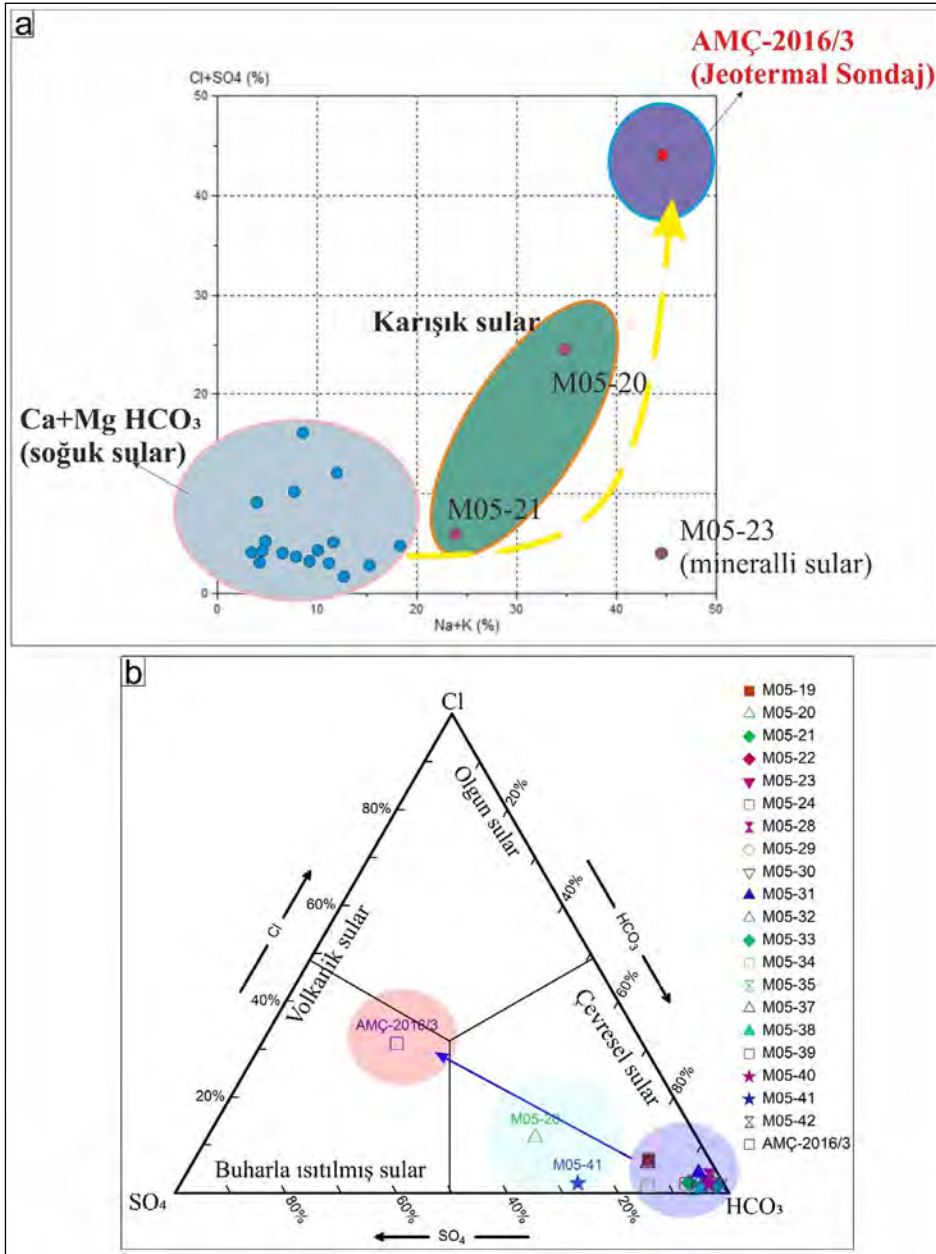 a
AMÇ-2016/3
(Jeotermal Sondaj)
Cl+SO4 (%)
50
40
30
20
10
0
Karışık sular
M05-20
Ca+Mg HCO₃
(soğuk sular)
M05-21
M05-23
(mineralli sular)
0 10 20 30 40 50
Na+K (%)
b
Cl
Olgun sular
Volkanik sular
Çevresel sular
Buharla ısıtılmış sular
80%
60%
40%
20%
20%
40%
60%
80%
Cl
HCO₃
AMÇ-2016/3
M05-20
M05-41
SO₄
HCO₃
80%
60%
40%
20%
SO₄
M05-19
M05-20
M05-21
M05-22
M05-23
M05-24
M05-28
M05-29
M05-30
M05-31
M05-32
M05-33
M05-34
M05-35
M05-37
M05-38
M05-39
M05-40
M05-41
M05-42
AMÇ-2016/3